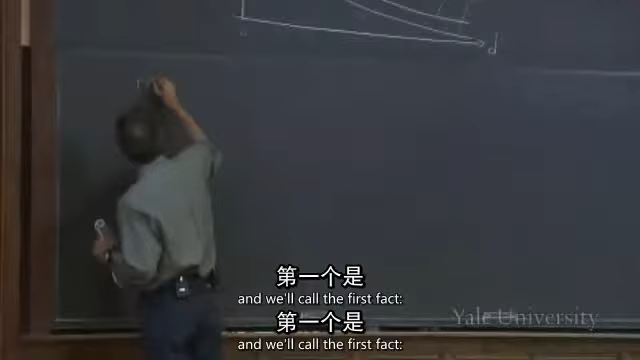 d
第一个是
and we'll call the first fact:
第一个是
and we'll call the first fact:
Yale University